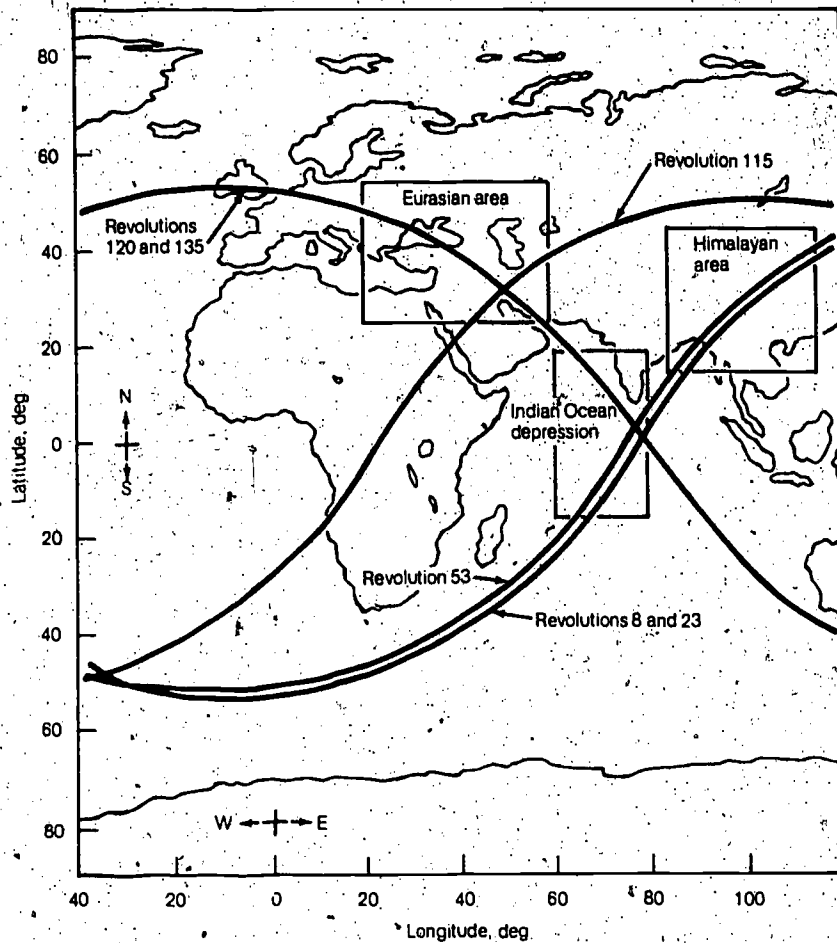 80
60
40
20
0
20
40
60
80
Latitude, deg
N
S
Revolution 115
Eurasian area
Revolutions
120 and 135
Himalayan
area
Indian Ocean
depression
Revolution 53
Revolutions 8 and 23
W
E
40
20
0
20
40
60
80
100
Longitude, deg